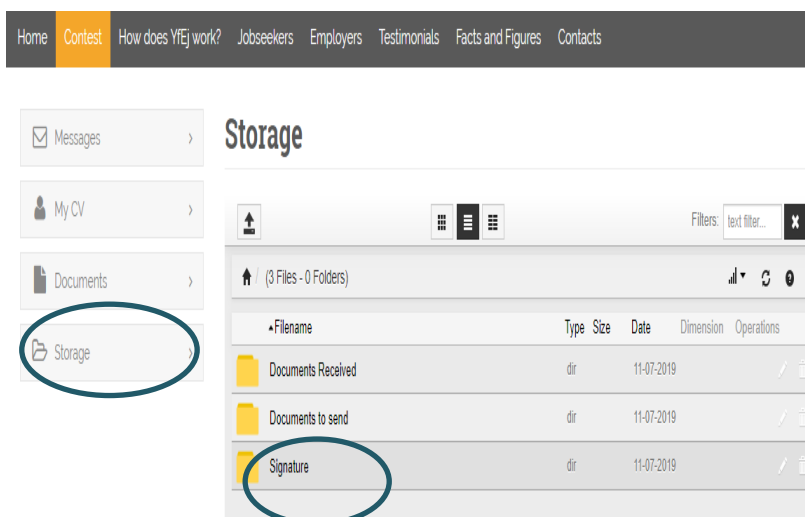 Home Contest How does YfEj work? Jobseekers Employers Testimonials Facts and Figures Contacts
Messages
My CV
Documents
Storage
Storage
Filters: text filter...
(3 Files - 0 Folders)
Filename Type Size Date Dimension Operations
Documents Received dir 11-07-2019
Documents to send dir 11-07-2019
Signature dir 11-07-2019